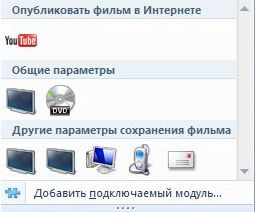 Опубликовать фильм в Интернете
YouTube
Общие параметры
DVD
Другие параметры сохранения фильма
Добавить подключаемый модуль...